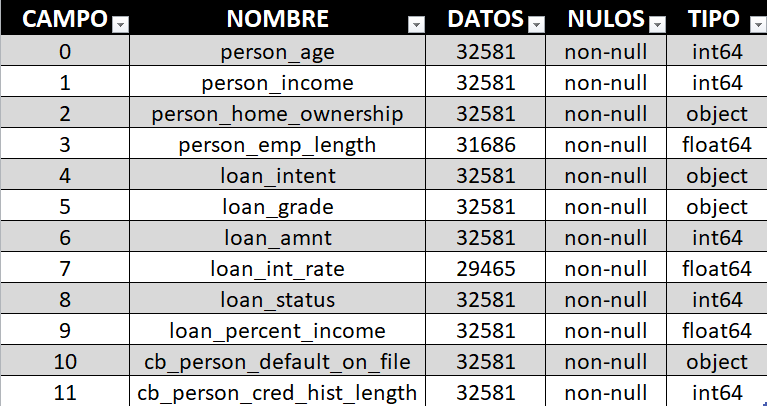 CAMPO NOMBRE DATOS NULOS TIPO
0 person_age 32581 non-null int64
1 person_income 32581 non-null int64
2 person_home_ownership 32581 non-null object
3 person_emp_length 31686 non-null float64
4 loan_intent 32581 non-null object
5 loan_grade 32581 non-null object
6 loan_amnt 32581 non-null int64
7 loan_int_rate 29465 non-null float64
8 loan_status 32581 non-null int64
9 loan_percent_income 32581 non-null float64
10 cb_person_default_on_file 32581 non-null object
11 cb_person_cred_hist_length 32581 non-null int64